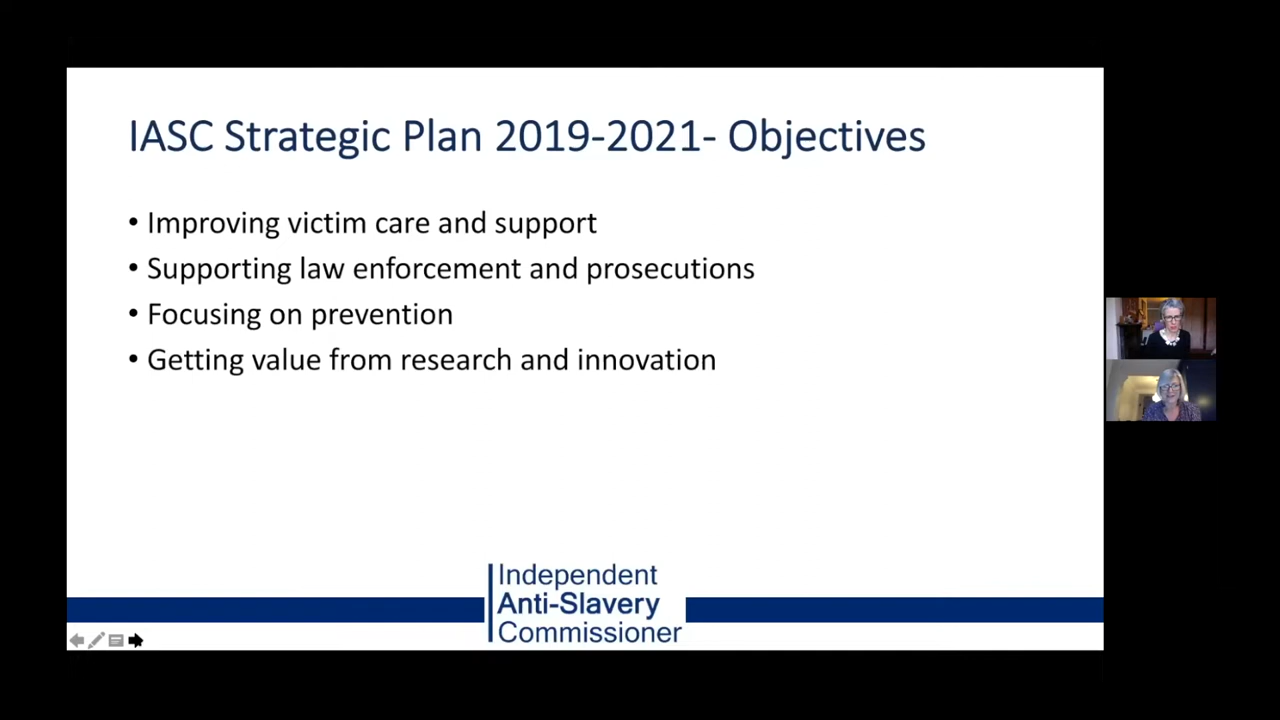 IASC Strategic Plan 2019-2021- Objectives
• Improving victim care and support
• Supporting law enforcement and prosecutions
• Focusing on prevention
• Getting value from research and innovation
Independent
Anti-Slavery
Commissioner